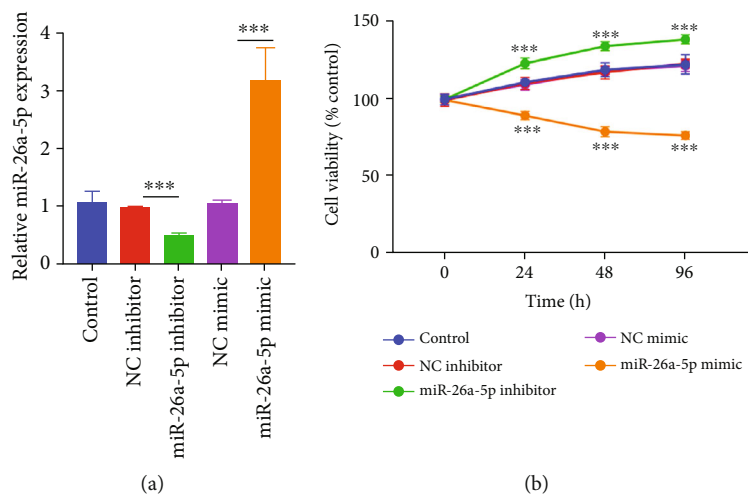 Relative miR-26a-5p expression
4
3
2
1
0
***
***
Control
NC inhibitor
miR-26a-5p inhibitor
NC mimic
miR-26a-5p mimic
(a)
Cell viability (% control)
150
100
50
0
*** *** ***
*** *** ***
0 24 48 96
Time (h)
Control
NC inhibitor
miR-26a-5p inhibitor
NC mimic
miR-26a-5p mimic
(b)